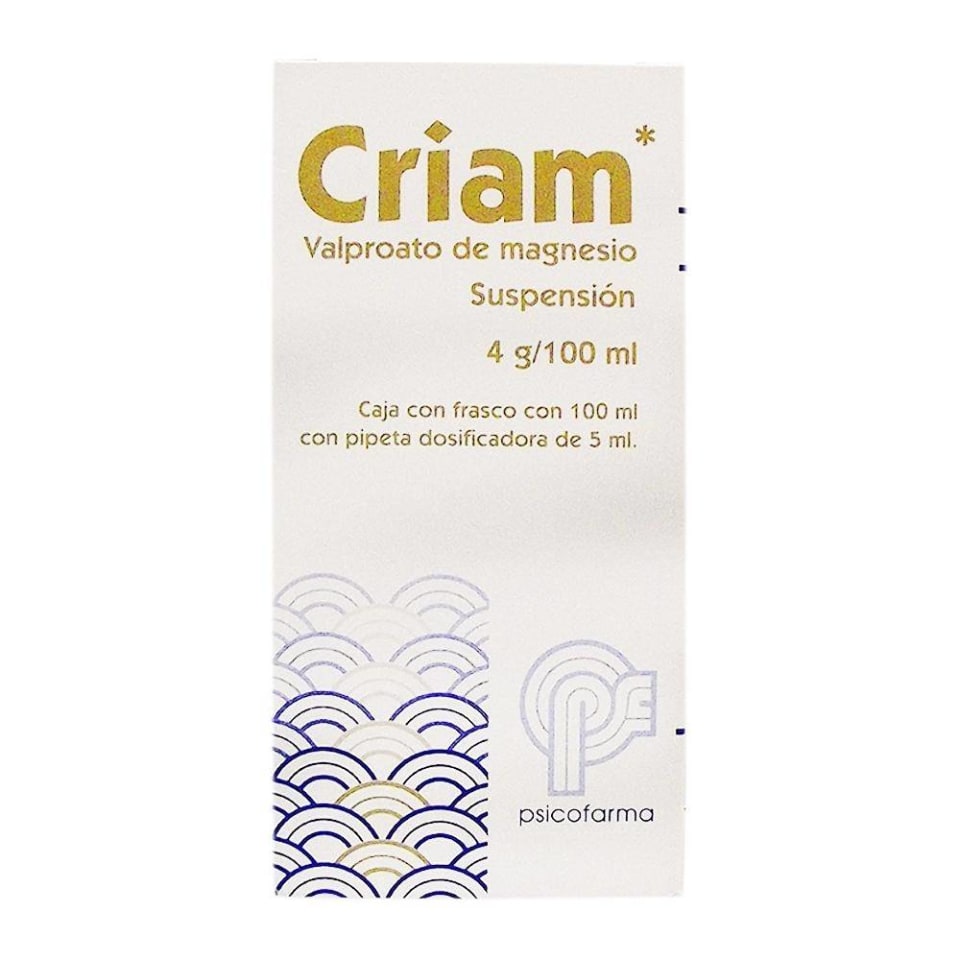 Criam*
Valproato de magnesio
Suspensión
4 g/100 ml
Caja con frasco con 100 ml
con pipeta dosificadora de 5 ml.
psicofarma